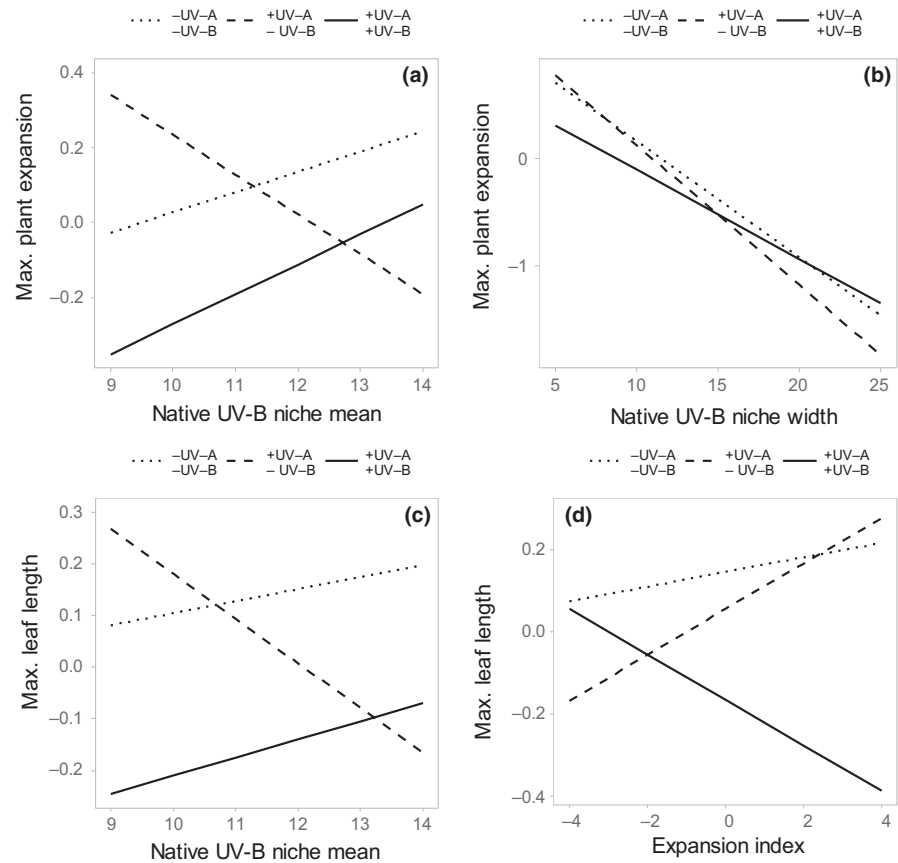 –UV–A +UV–A +UV–A
–UV–B – UV–B +UV–B
(a)
Max. plant expansion
0.4
0.2
0.0
–0.2
9 10 11 12 13 14
Native UV-B niche mean
–UV–A +UV–A +UV–A
–UV–B – UV–B +UV–B
(b)
Max. plant expansion
0
–1
5 10 15 20 25
Native UV-B niche width
–UV–A +UV–A +UV–A
–UV–B – UV–B +UV–B
(c)
Max. leaf length
0.3
0.2
0.1
0.0
–0.1
–0.2
9 10 11 12 13 14
Native UV-B niche mean
–UV–A +UV–A +UV–A
–UV–B – UV–B +UV–B
(d)
Max. leaf length
0.2
0.0
–0.2
–0.4
–4 –2 0 2 4
Expansion index